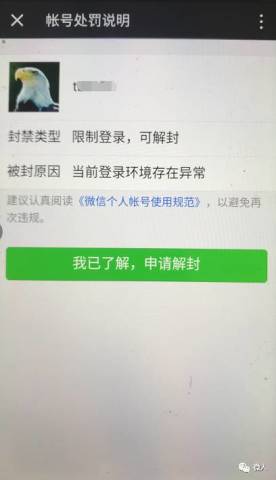 帐号处罚说明
封禁类型 限制登录，可解封
被封原因 当前登录环境存在异常
建议认真阅读《微信个人帐号使用规范》，以避免再
次违规。
我已了解，申请解封